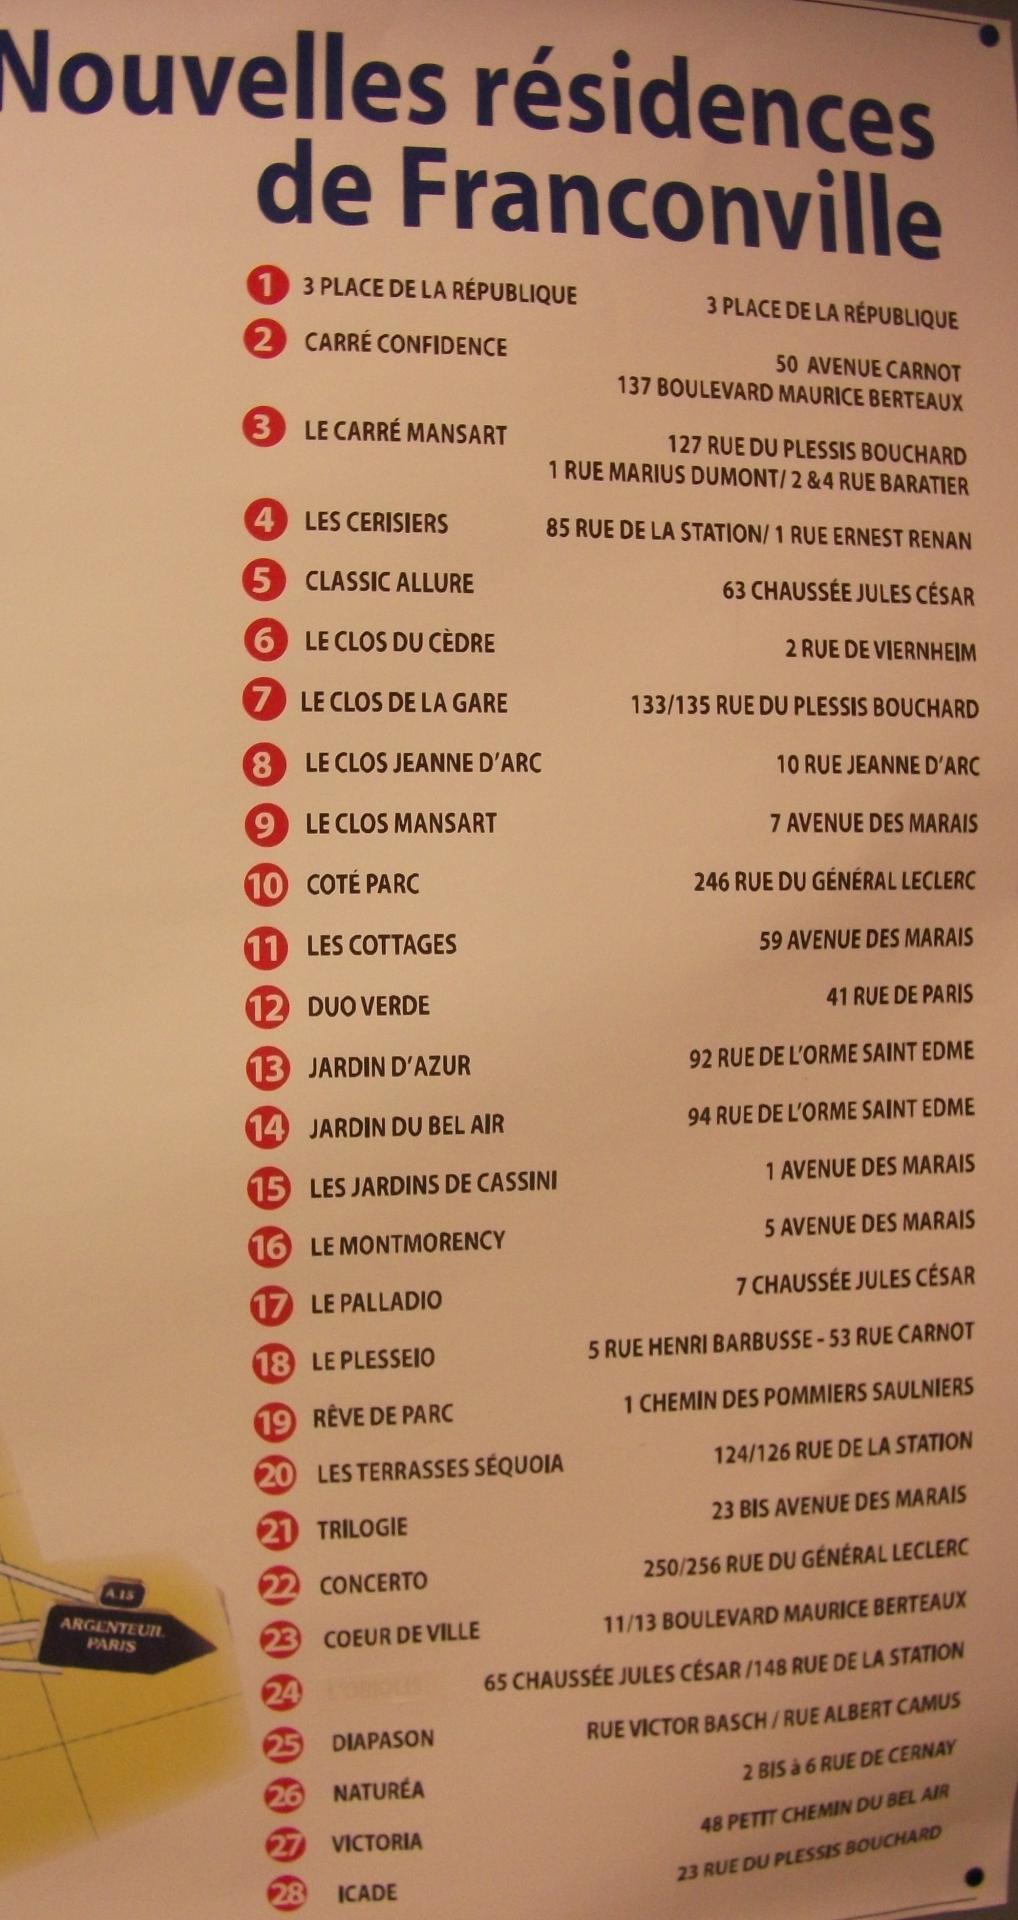 Nouvelles résidences
de Franconville
1 3 PLACE DE LA RÉPUBLIQUE 3 PLACE DE LA RÉPUBLIQUE
2 CARRÉ CONFIDENCE 50 AVENUE CARNOT
137 BOULEVARD MAURICE BERTEAUX
3 LE CARRÉ MANSART 127 RUE DU PLESSIS BOUCHARD
1 RUE MARIUS DUMONT/ 2 &4 RUE BARATIER
4 LES CERISIERS 85 RUE DE LA STATION/ 1 RUE ERNEST RENAN
5 CLASSIC ALLURE 63 CHAUSSÉE JULES CÉSAR
6 LE CLOS DU CÈDRE 2 RUE DE VIERNHEIM
7 LE CLOS DE LA GARE 133/135 RUE DU PLESSIS BOUCHARD
8 LE CLOS JEANNE D'ARC 10 RUE JEANNE D'ARC
9 LE CLOS MANSART 7 AVENUE DES MARAIS
10 COTÉ PARC 246 RUE DU GÉNÉRAL LECLERC
11 LES COTTAGES 59 AVENUE DES MARAIS
12 DUO VERDE 41 RUE DE PARIS
13 JARDIN D'AZUR 92 RUE DE L'ORME SAINT EDME
14 JARDIN DU BEL AIR 94 RUE DE L'ORME SAINT EDME
15 LES JARDINS DE CASSINI 1 AVENUE DES MARAIS
16 LE MONTMORENCY 5 AVENUE DES MARAIS
17 LE PALLADIO 7 CHAUSSÉE JULES CÉSAR
18 LE PLESSEIO 5 RUE HENRI BARBUSSE - 53 RUE CARNOT
19 RÊVE DE PARC 1 CHEMIN DES POMMIERS SAULNIERS
20 LES TERRASSES SÉQUOIA 124/126 RUE DE LA STATION
21 TRILOGIE 23 BIS AVENUE DES MARAIS
22 CONCERTO 250/256 RUE DU GÉNÉRAL LECLERC
23 COEUR DE VILLE 11/13 BOULEVARD MAURICE BERTEAUX
24 65 CHAUSSÉE JULES CÉSAR /148 RUE DE LA STATION
25 DIAPASON RUE VICTOR BASCH / RUE ALBERT CAMUS
26 NATURÉA 2 BIS à 6 RUE DE CERNAY
27 VICTORIA 48 PETIT CHEMIN DU BEL AIR
28 ICADE 23 RUE DU PLESSIS BOUCHARD
A 15
ARGENTEUIL
PARIS